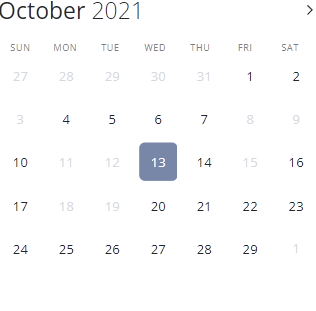 October 2021
SUN MON TUE WED THU FRI SAT
27 28 29 30 31 1 2
3 4 5 6 7 8 9
10 11 12 13 14 15 16
17 18 19 20 21 22 23
24 25 26 27 28 29 1